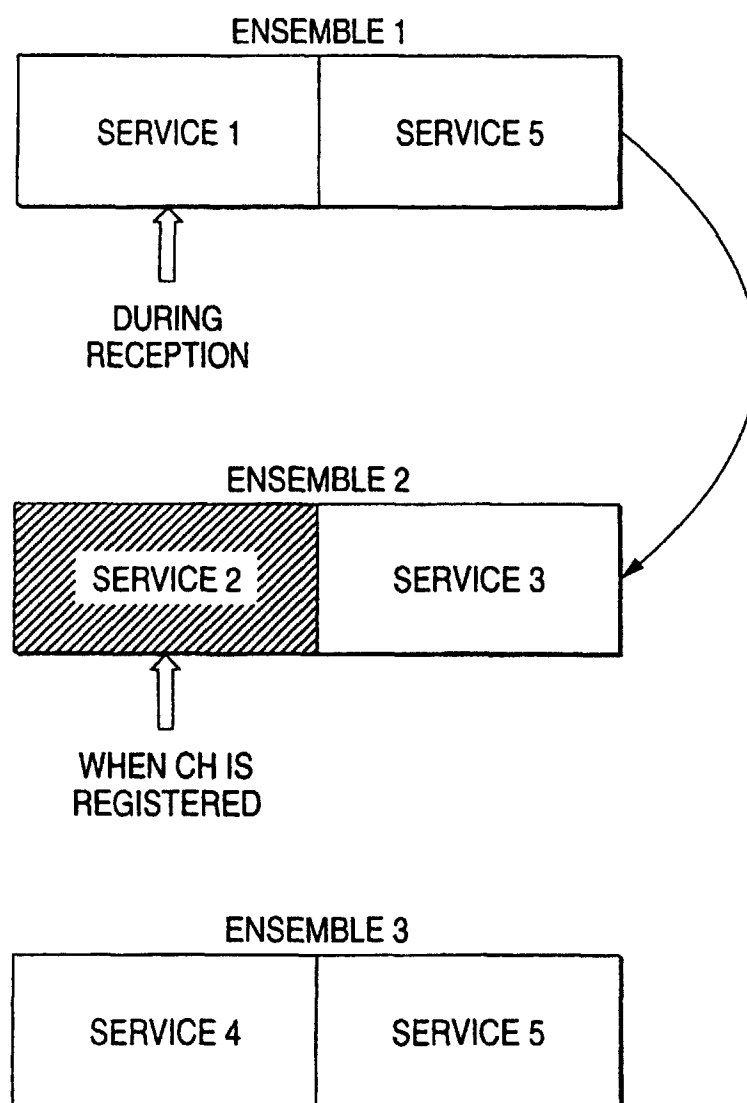 ENSEMBLE 1
SERVICE 1
SERVICE 5
DURING
RECEPTION
ENSEMBLE 2
SERVICE 2
SERVICE 3
WHEN CH IS
REGISTERED
ENSEMBLE 3
SERVICE 4
SERVICE 5